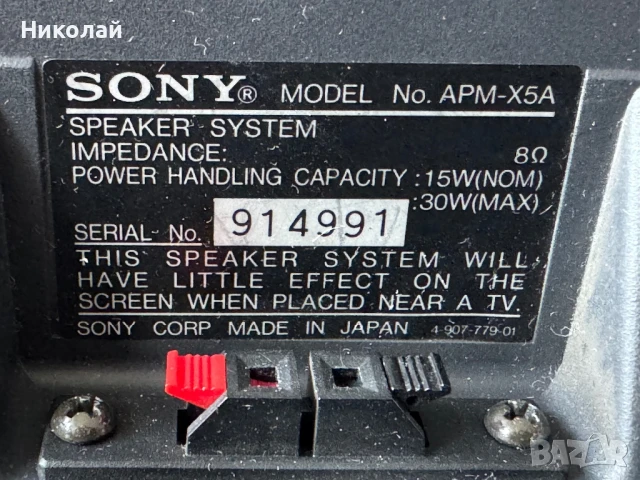 Николай
SONY® MODEL No. APM-X5A
SPEAKER SYSTEM
IMPEDANCE: 8Ω
POWER HANDLING CAPACITY :15W(NOM)
:30W(MAX)
SERIAL No. 914991
THIS SPEAKER SYSTEM WILL
HAVE LITTLE EFFECT ON THE
SCREEN WHEN PLACED NEAR A TV.
SONY CORP MADE IN JAPAN 4-907-779-01
BAZAR